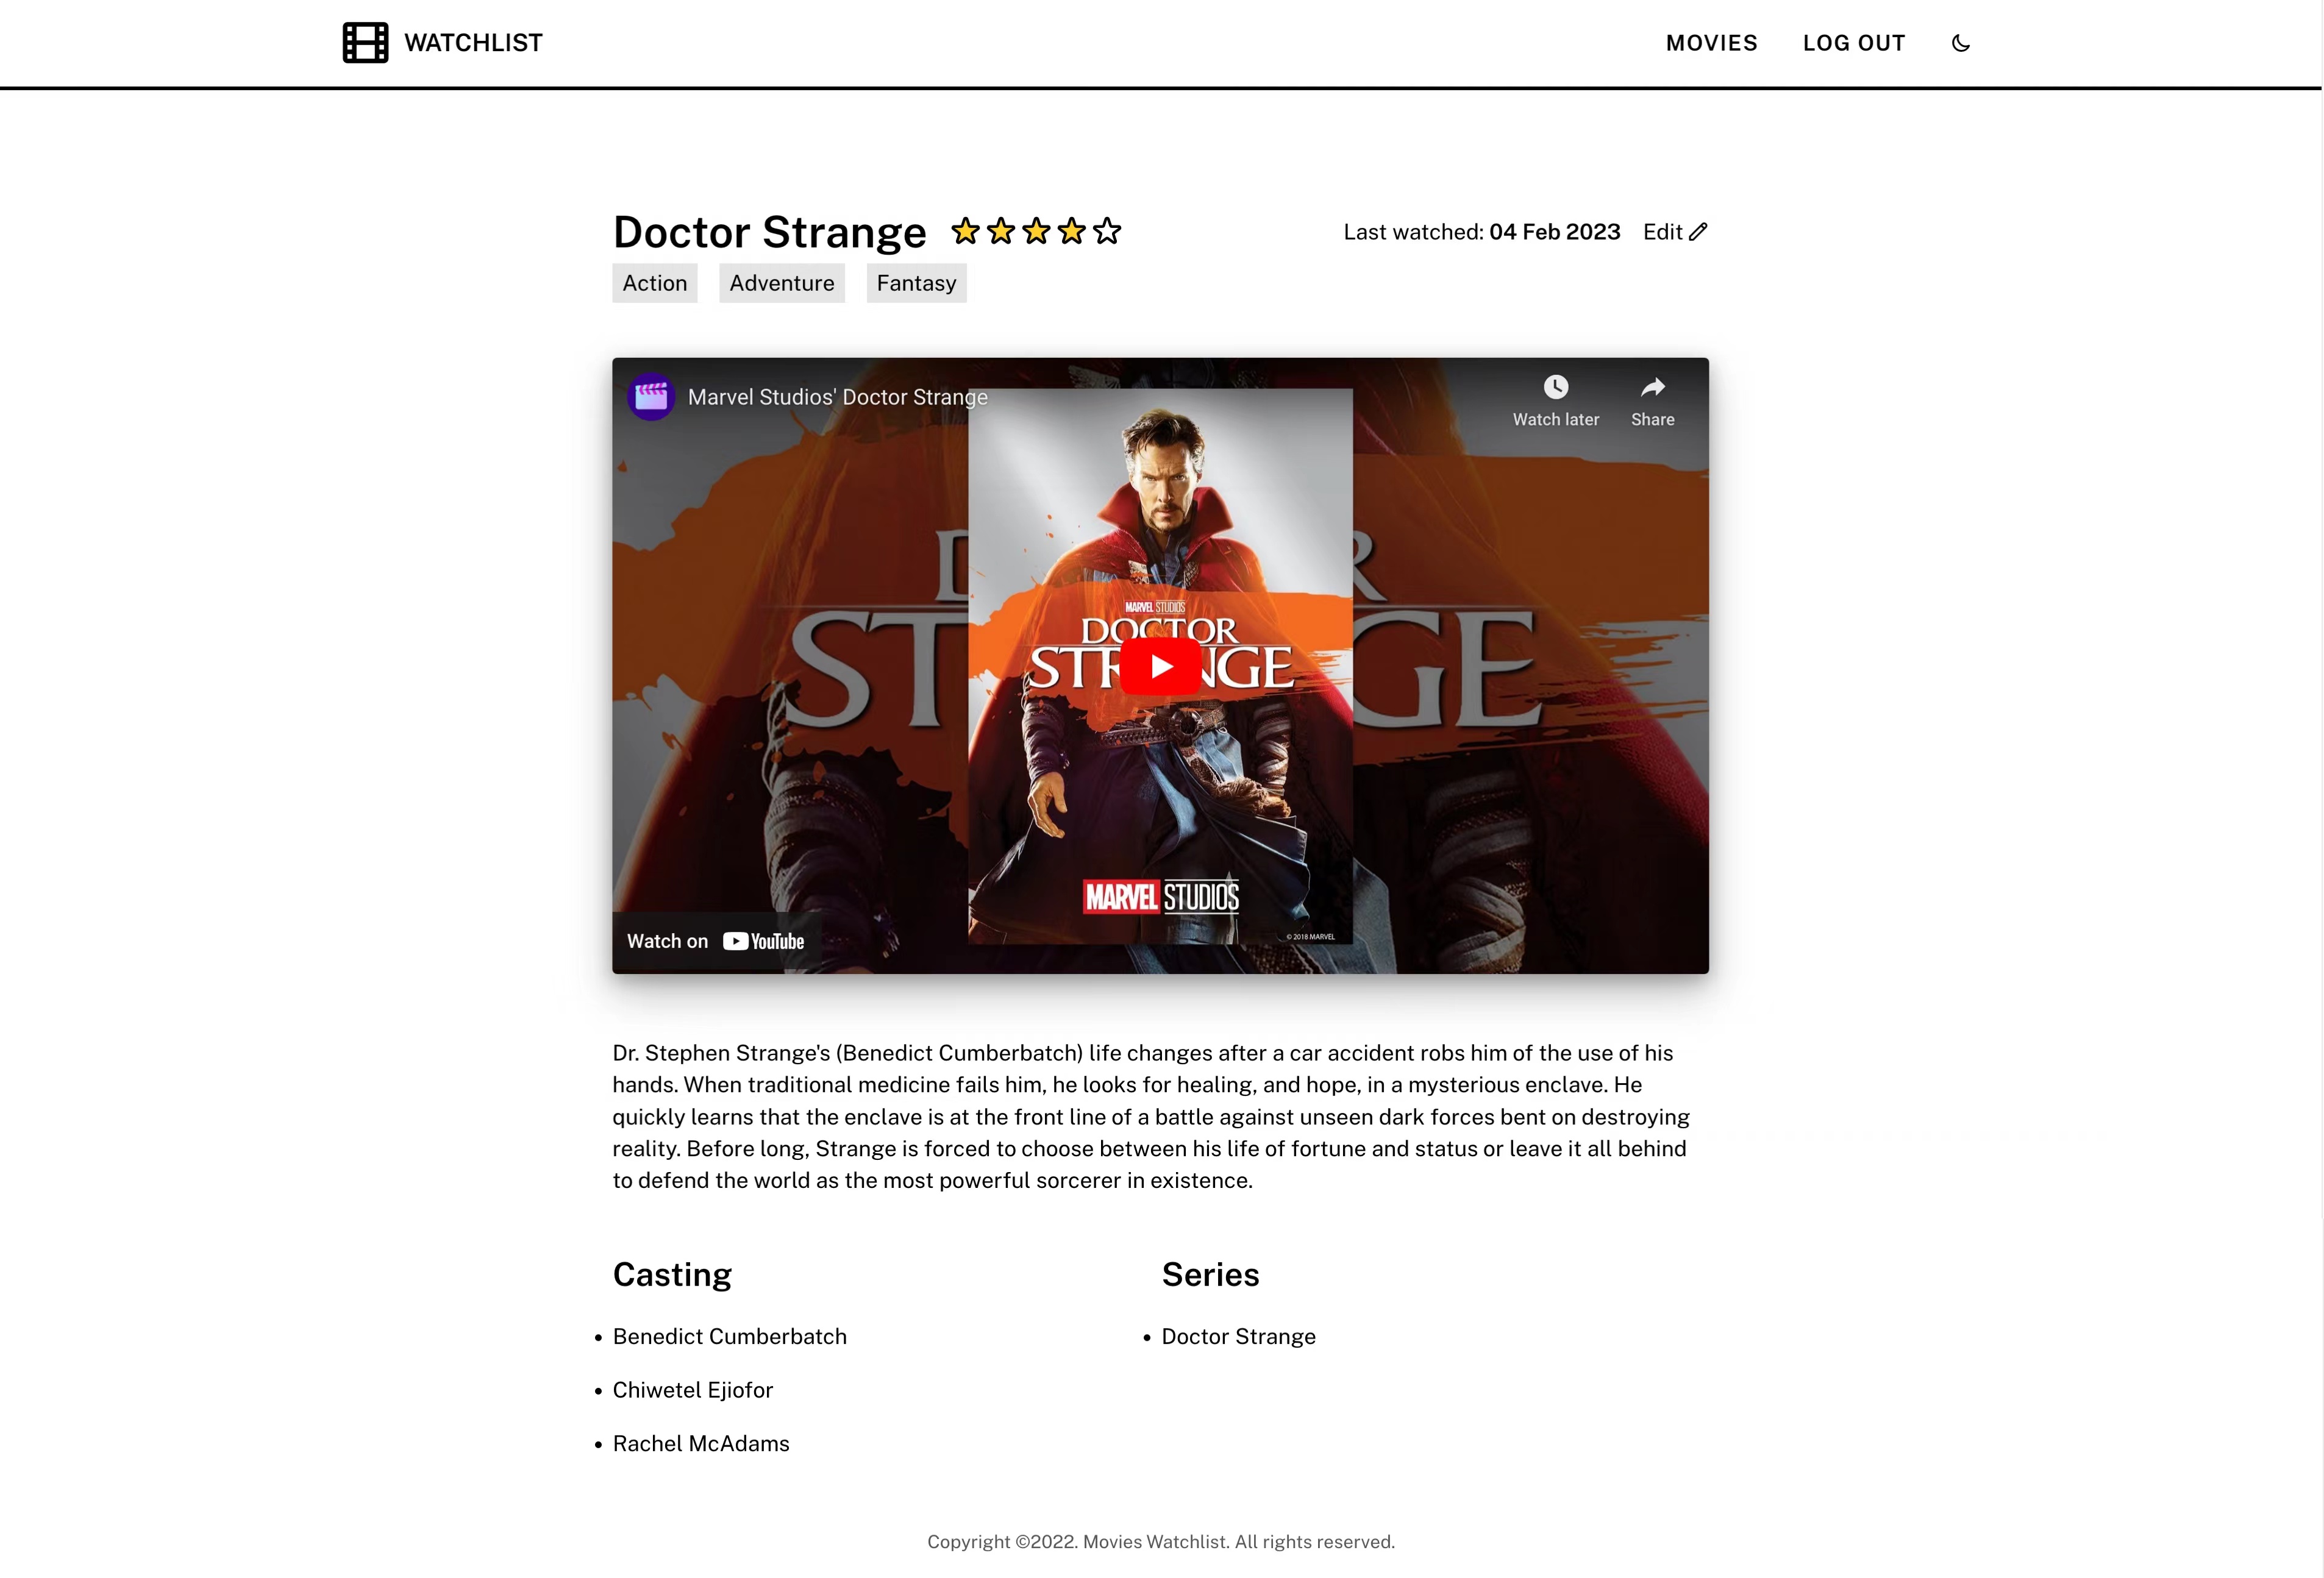 WATCHLIST
MOVIES
LOG OUT
Doctor Strange
Last watched: 04 Feb 2023
Edit
Action
Adventure
Fantasy
Marvel Studios' Doctor Strange
Watch later
Share
MARVEL STUDIOS
DOCTOR
STRANGE
MARVEL STUDIOS
© 2018 MARVEL
Watch on YouTube
Dr. Stephen Strange's (Benedict Cumberbatch) life changes after a car accident robs him of the use of his
hands. When traditional medicine fails him, he looks for healing, and hope, in a mysterious enclave. He
quickly learns that the enclave is at the front line of a battle against unseen dark forces bent on destroying
reality. Before long, Strange is forced to choose between his life of fortune and status or leave it all behind
to defend the world as the most powerful sorcerer in existence.
Casting
Benedict Cumberbatch
Chiwetel Ejiofor
Rachel McAdams
Series
Doctor Strange
Copyright ©2022. Movies Watchlist. All rights reserved.